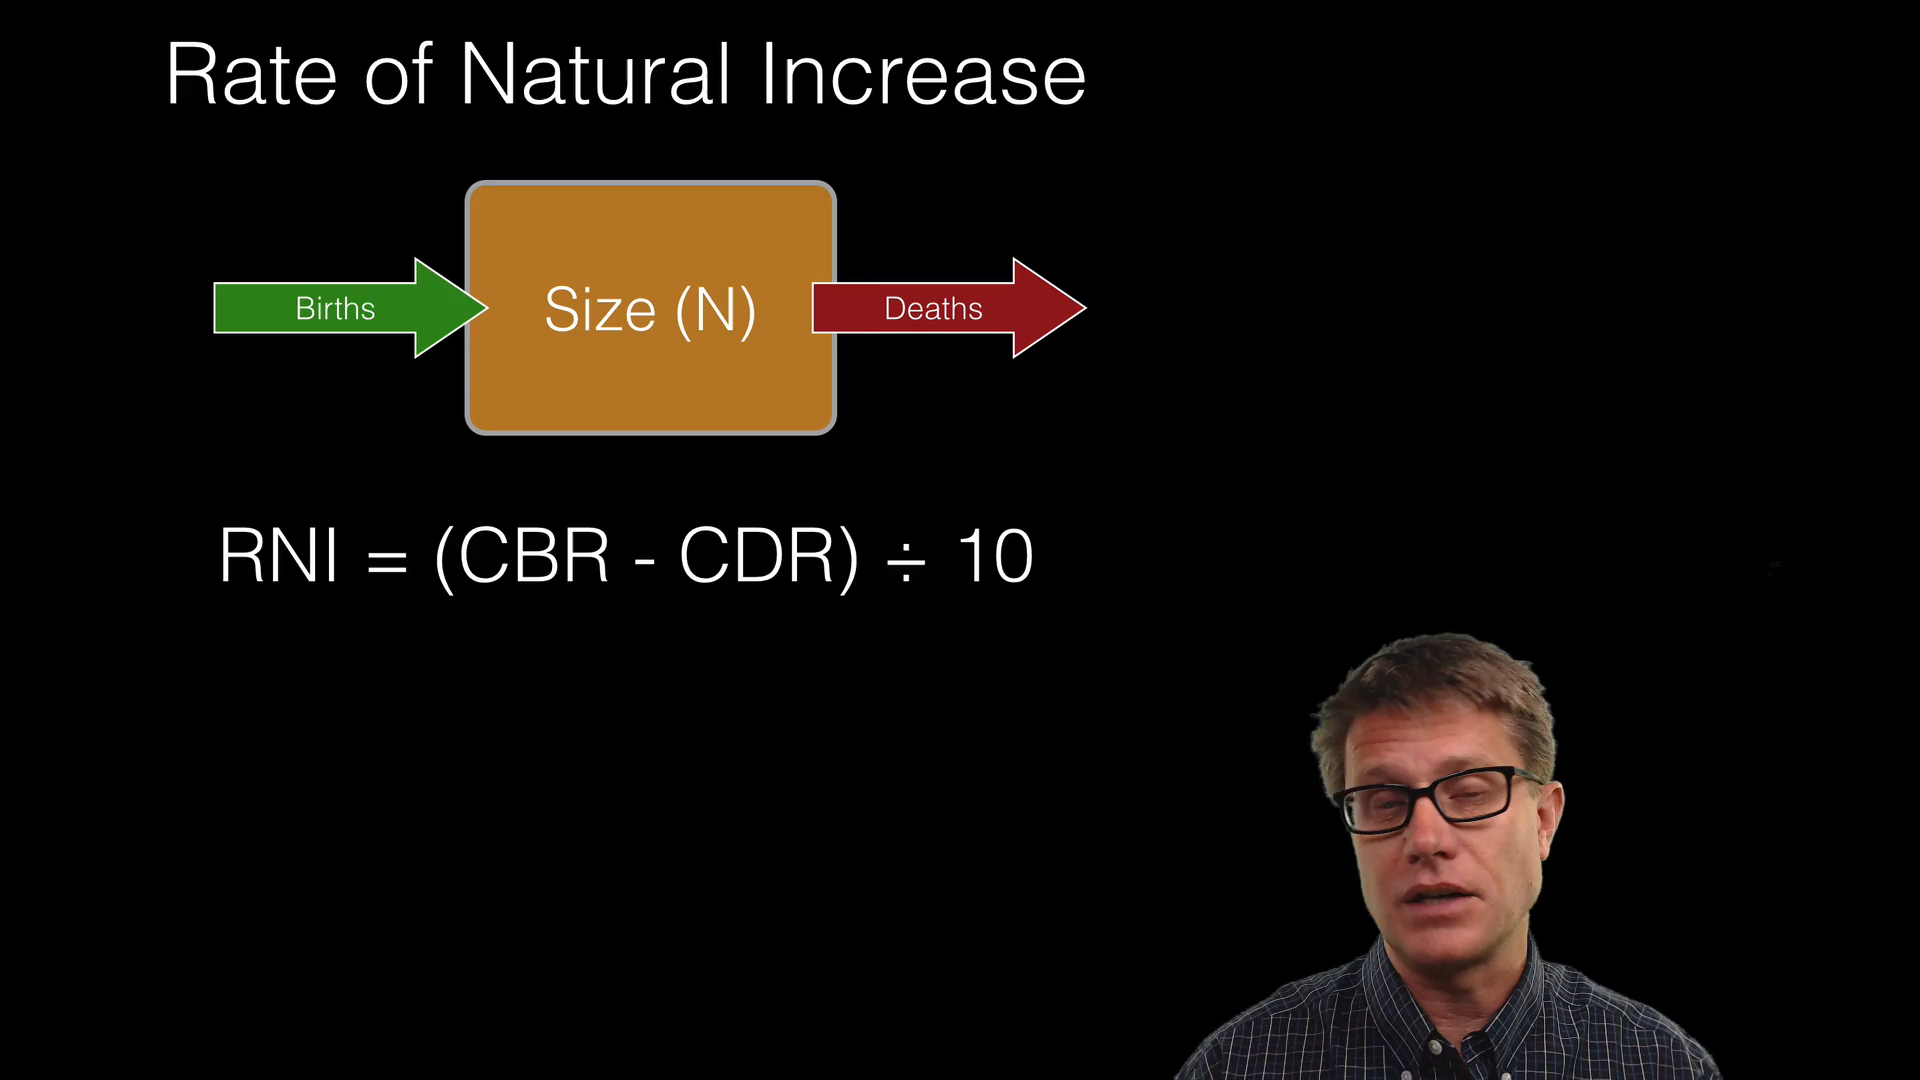 Rate of Natural Increase
Births
Size (N)
Deaths
RNI = (CBR - CDR) ÷ 10